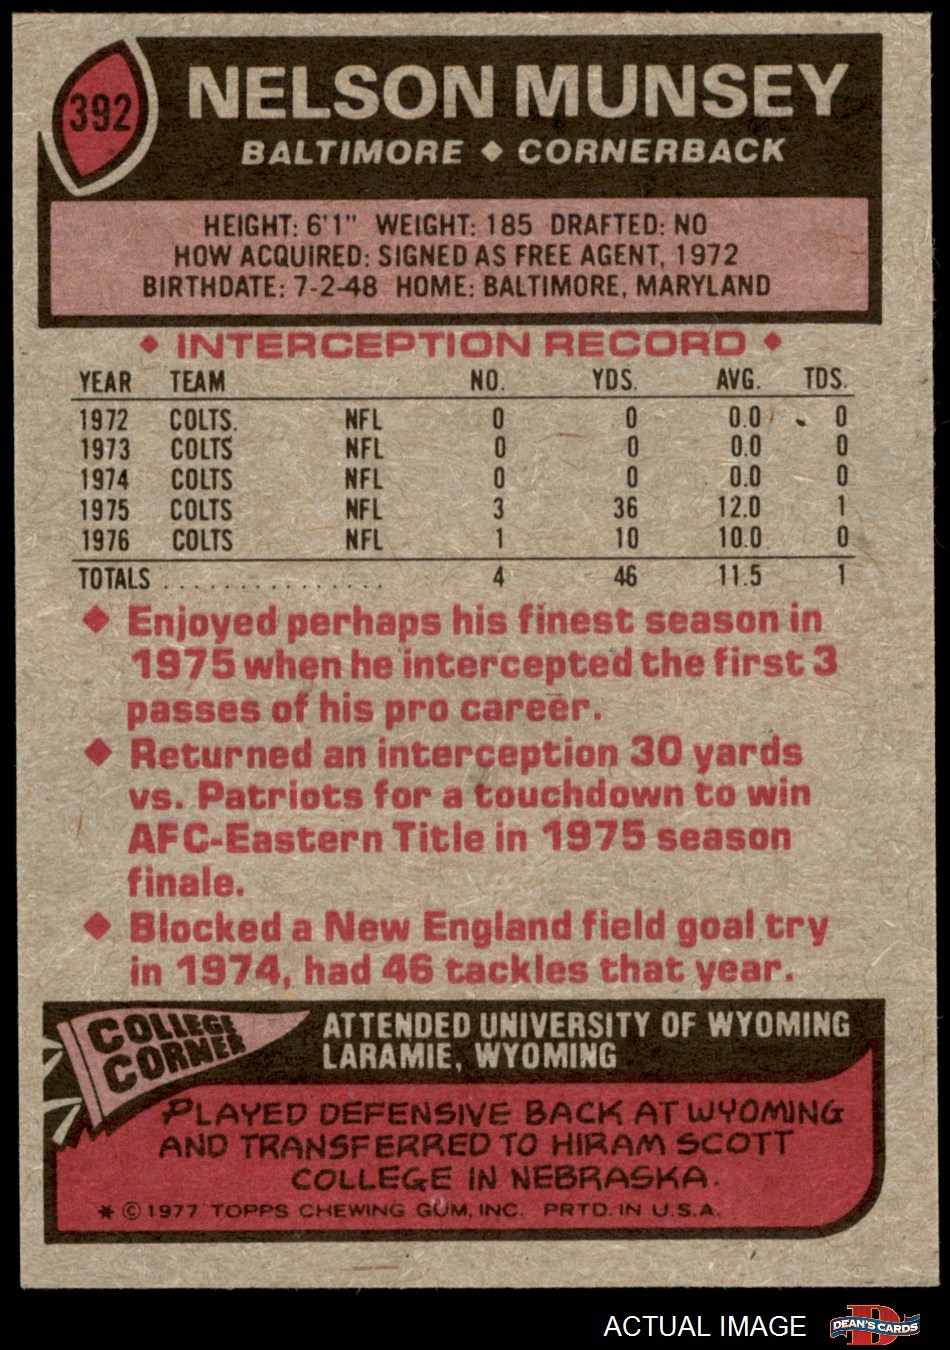 392
NELSON MUNSEY
BALTIMORE ◆ CORNERBACK
HEIGHT: 6'1" WEIGHT: 185 DRAFTED: NO
HOW ACQUIRED: SIGNED AS FREE AGENT, 1972
BIRTHDATE: 7-2-48 HOME: BALTIMORE, MARYLAND
◆ INTERCEPTION RECORD ◆
YEAR TEAM NO. YDS. AVG. TDS.
1972 COLTS. NFL 0 0 0.0 0
1973 COLTS NFL 0 0 0.0 0
1974 COLTS NFL 0 0 0.0 0
1975 COLTS NFL 3 36 12.0 1
1976 COLTS NFL 1 10 10.0 0
TOTALS . . . . . . . . . . . . . . . 4 46 11.5 1
◆ Enjoyed perhaps his finest season in
1975 when he intercepted the first 3
passes of his pro career.
◆ Returned an interception 30 yards
vs. Patriots for a touchdown to win
AFC-Eastern Title in 1975 season
finale.
◆ Blocked a New England field goal try
in 1974, had 46 tackles that year.
COLLEGE
CORNER
ATTENDED UNIVERSITY OF WYOMING
LARAMIE, WYOMING
PLAYED DEFENSIVE BACK AT WYOMING
AND TRANSFERRED TO HIRAM SCOTT
COLLEGE IN NEBRASKA.
* © 1977 TOPPS CHEWING GUM, INC. PRTD. IN U.S.A.
ACTUAL IMAGE
D
DEAN'S CARDS